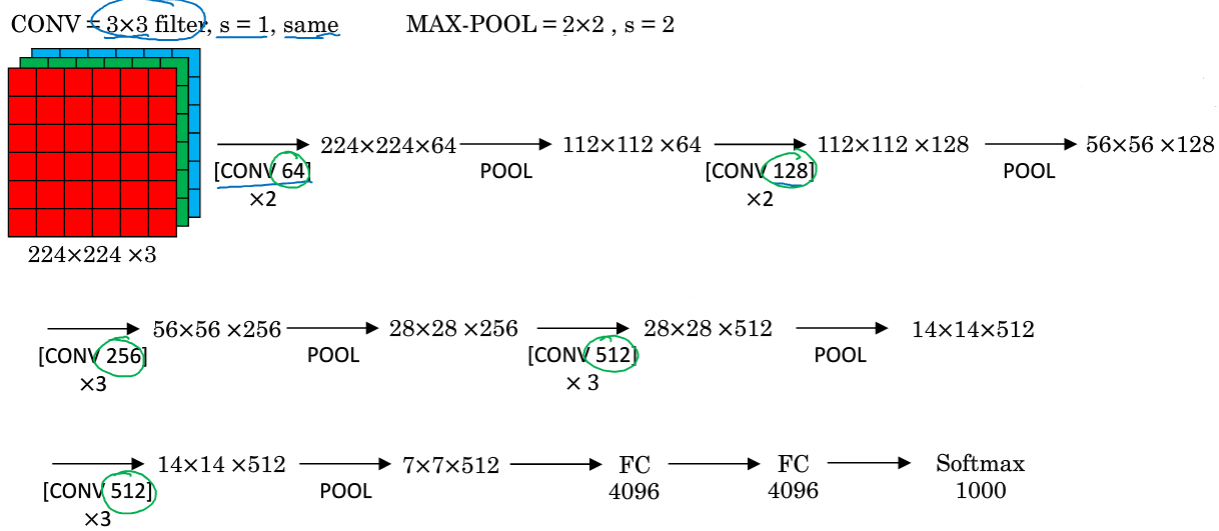 CONV = 3×3 filter, s = 1, same MAX-POOL = 2×2 , s = 2
224×224×64 112×112 ×64 112×112 ×128 56×56 ×128
[CONV 64] POOL [CONV 128] POOL
×2 ×2
224×224 ×3
56×56 ×256 28×28 ×256 28×28 ×512 14×14×512
[CONV 256] POOL [CONV 512] POOL
×3 × 3
14×14 ×512 7×7×512 FC FC Softmax
[CONV 512] POOL 4096 4096 1000
×3